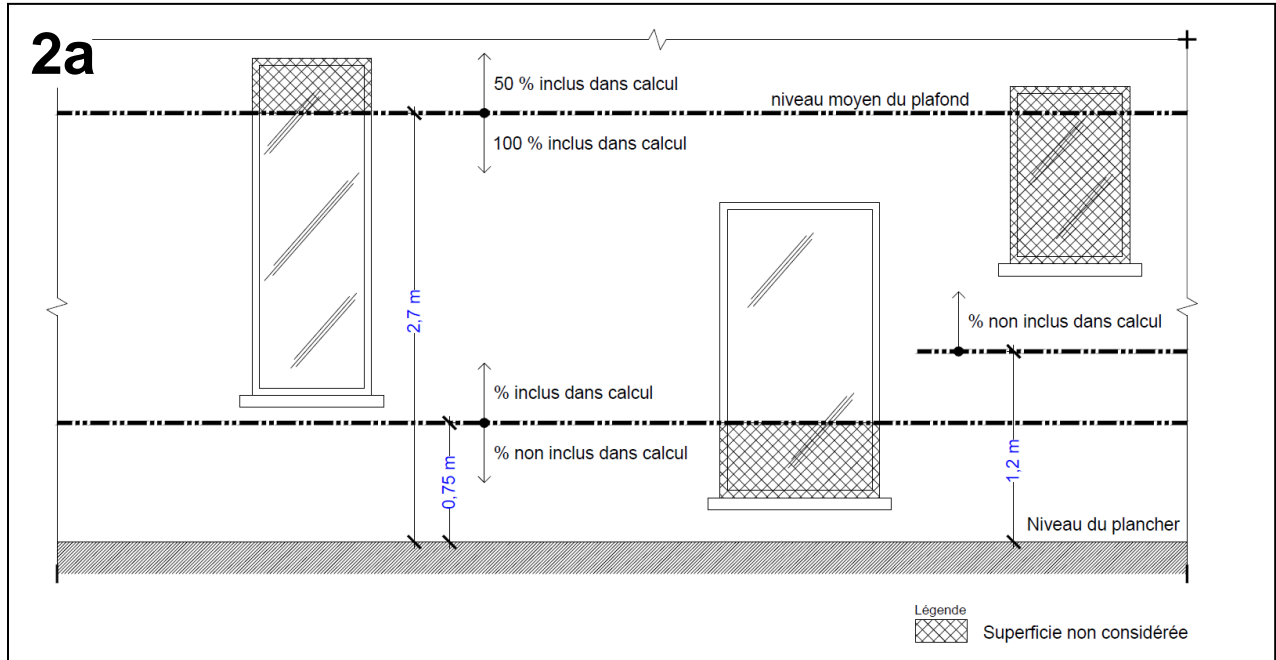 2a
50 % inclus dans calcul
niveau moyen du plafond
100 % inclus dans calcul
2,7 m
% non inclus dans calcul
% inclus dans calcul
% non inclus dans calcul
0,75 m
1,2 m
Niveau du plancher
Légende
Superficie non considérée